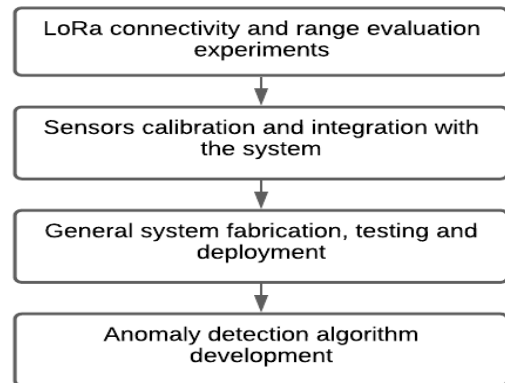 LoRa connectivity and range evaluation
experiments
Sensors calibration and integration with
the system
General system fabrication, testing and
deployment
Anomaly detection algorithm
development